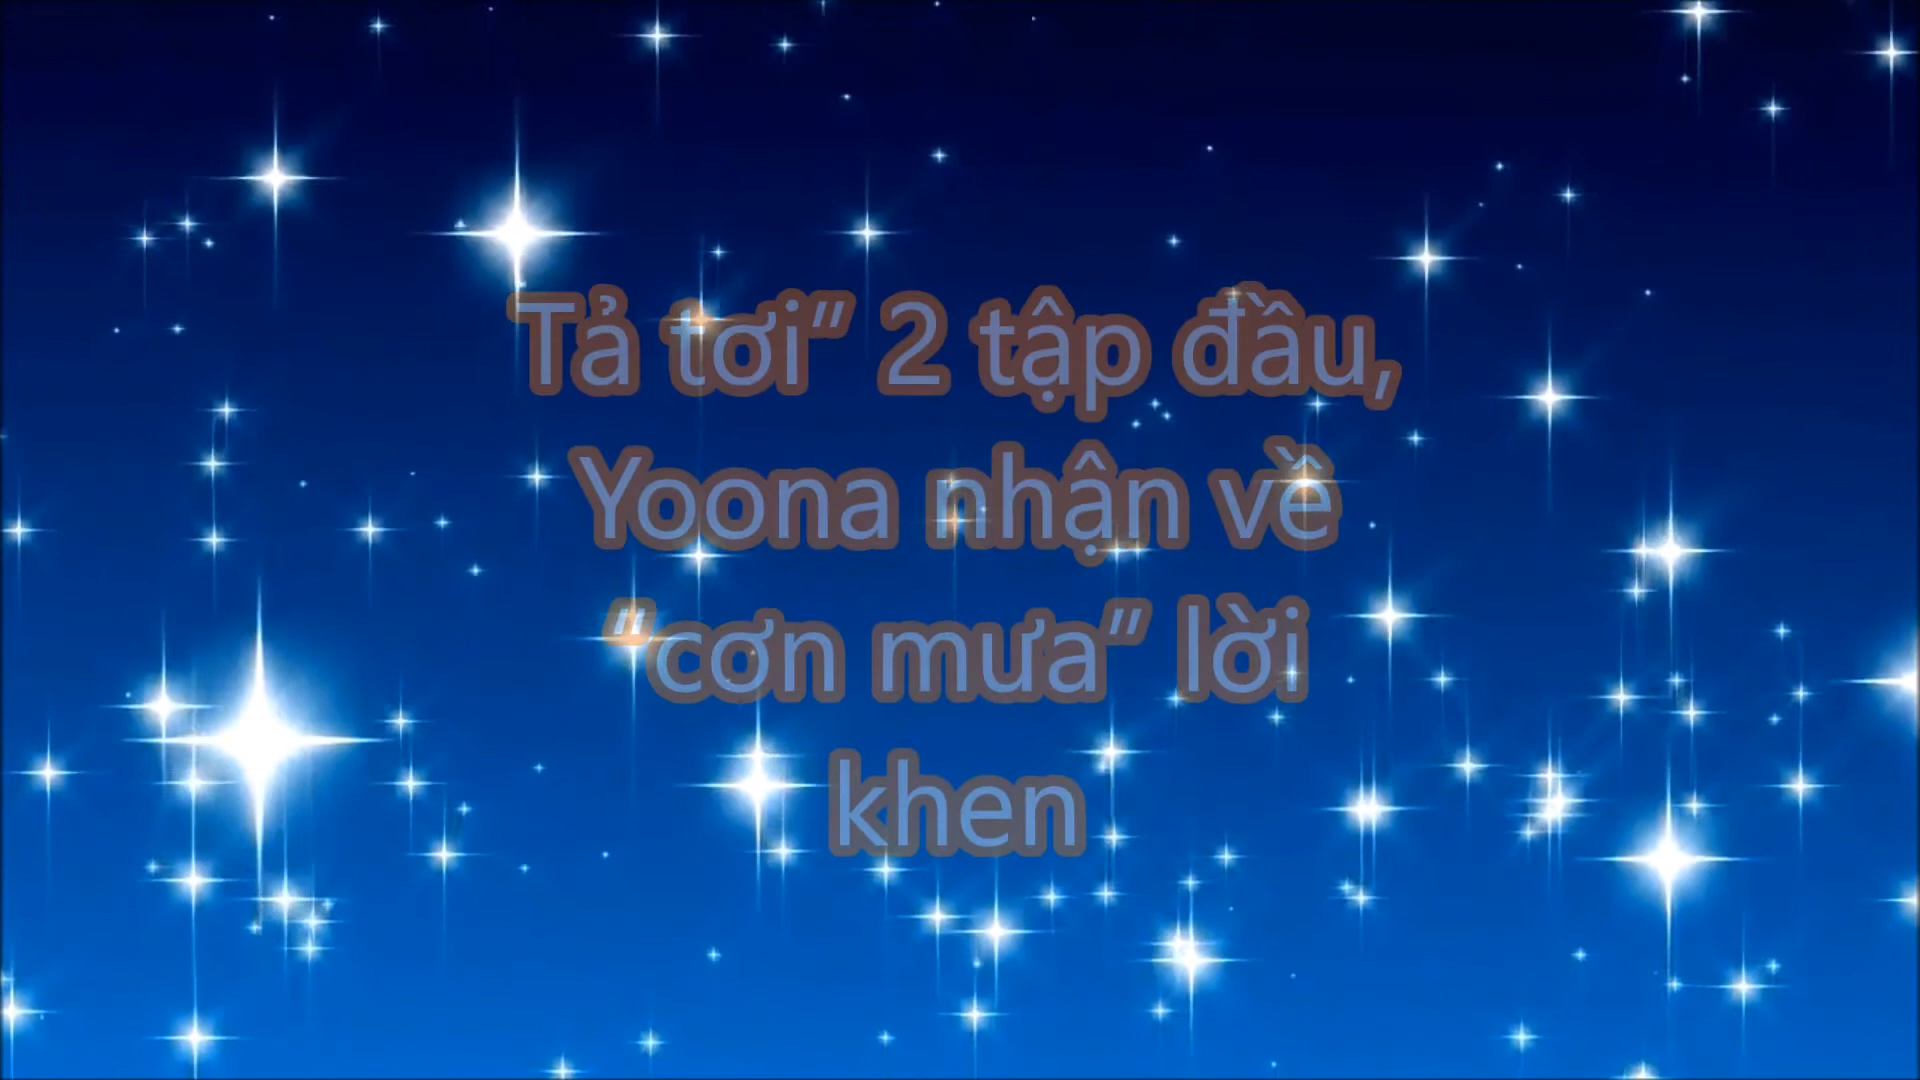 Tả tơi” 2 tập đầu,
Yoona nhận về
“cơn mưa” lời
khen